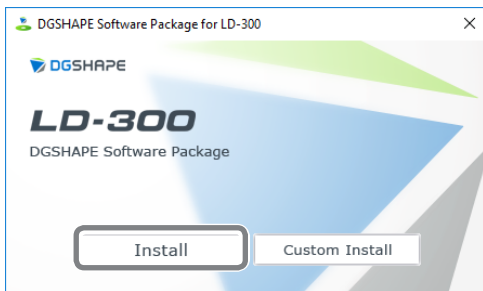 DGSHAPE Software Package for LD-300
DGSHAPE
LD-300
DGSHAPE Software Package
Install
Custom Install